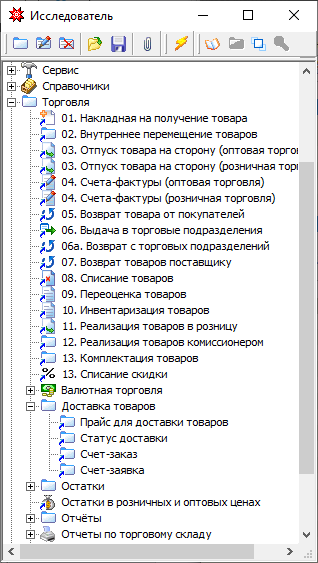 Исследователь
Сервис
Справочники
Торговля
01. Накладная на получение товара
02. Внутреннее перемещение товаров
03. Отпуск товара на сторону (оптовая торгов
03. Отпуск товара на сторону (розничная торг
04. Счета-фактуры (оптовая торговля)
04. Счета-фактуры (розничная торговля)
05. Возврат товара от покупателей
06. Выдача в торговые подразделения
06а. Возврат с торговых подразделений
07. Возврат товаров поставщику
08. Списание товаров
09. Переоценка товаров
10. Инвентаризация товаров
11. Реализация товаров в розницу
12. Реализация товаров комиссионером
13. Комплектация товаров
13. Списание скидки
Валютная торговля
Доставка товаров
Прайс для доставки товаров
Статус доставки
Счет-заказ
Счет-заявка
Остатки
Остатки в розничных и оптовых ценах
Отчёты
Отчеты по торговому складу